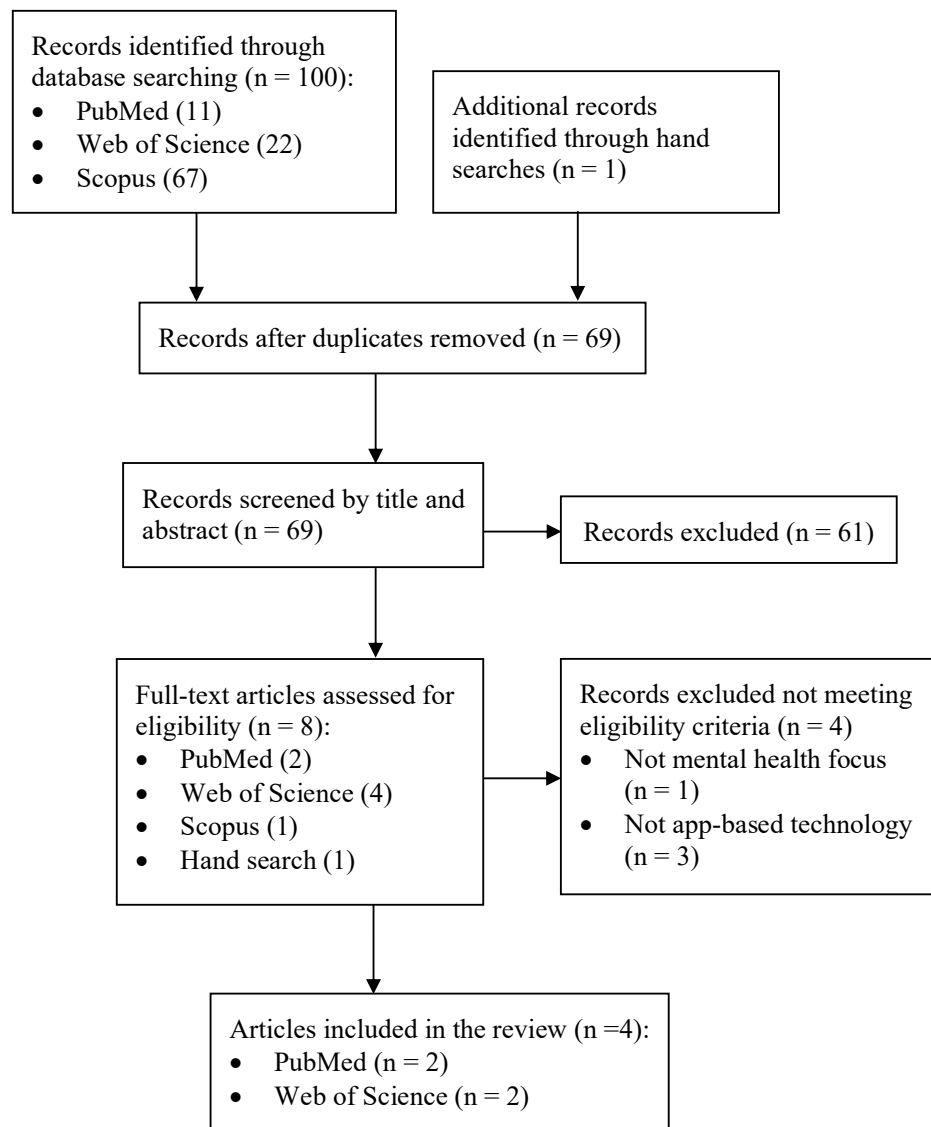 Records identified through
database searching (n = 100):
• PubMed (11)
• Web of Science (22)
• Scopus (67)
Additional records
identified through hand
searches (n = 1)
Records after duplicates removed (n = 69)
Records screened by title and
abstract (n = 69)
Records excluded (n = 61)
Full-text articles assessed for
eligibility (n = 8):
• PubMed (2)
• Web of Science (4)
• Scopus (1)
• Hand search (1)
Records excluded not meeting
eligibility criteria (n = 4)
• Not mental health focus
(n = 1)
• Not app-based technology
(n = 3)
Articles included in the review (n =4):
• PubMed (n = 2)
• Web of Science (n = 2)